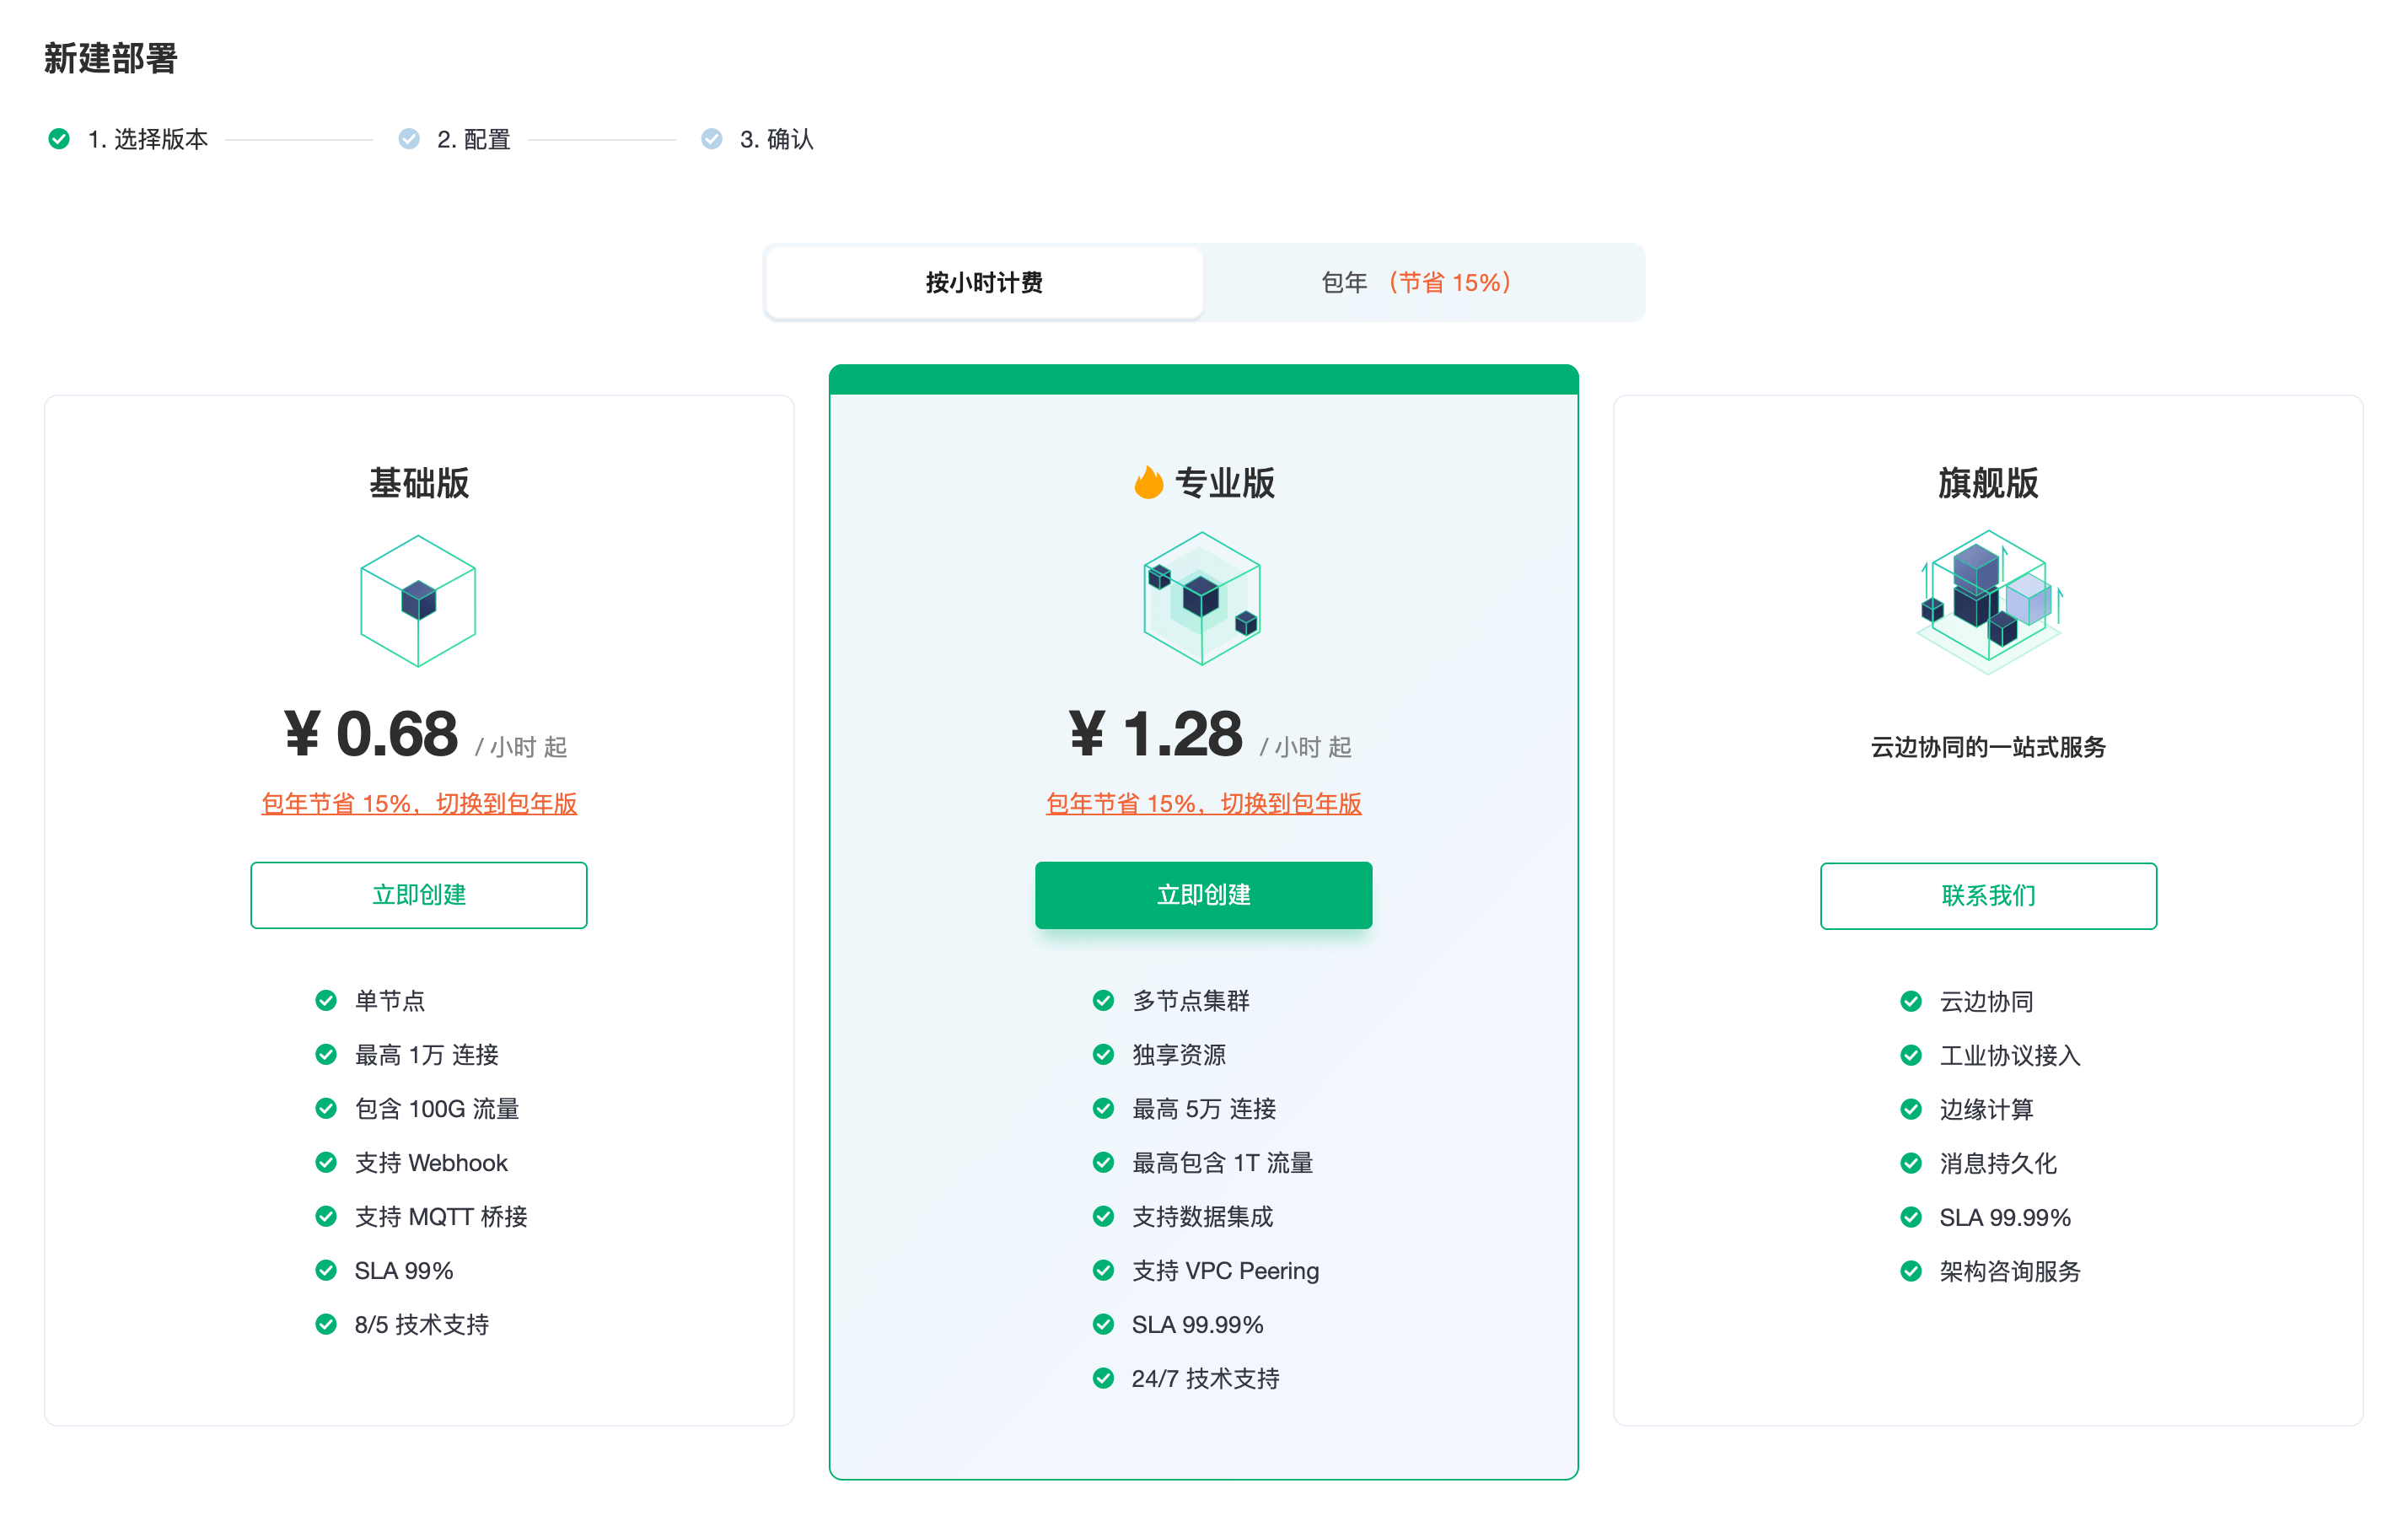 新建部署
1. 选择版本
2. 配置
3. 确认
按小时计费
包年 （节省 15%）
基础版
¥ 0.68 / 小时 起
包年节省 15%，切换到包年版
立即创建
单节点
最高 1万 连接
包含 100G 流量
支持 Webhook
支持 MQTT 桥接
SLA 99%
8/5 技术支持
专业版
¥ 1.28 / 小时 起
包年节省 15%，切换到包年版
立即创建
多节点集群
独享资源
最高 5万 连接
最高包含 1T 流量
支持数据集成
支持 VPC Peering
SLA 99.99%
24/7 技术支持
旗舰版
云边协同的一站式服务
联系我们
云边协同
工业协议接入
边缘计算
消息持久化
SLA 99.99%
架构咨询服务